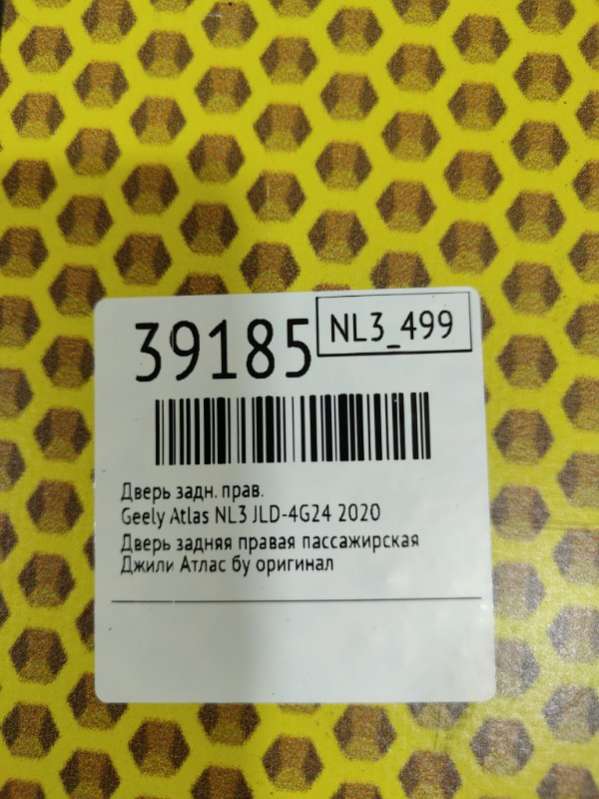 39185
NL3_499
Дверь задн. прав.
Geely Atlas NL3 JLD-4G24 2020
Дверь задняя правая пассажирская
Джили Атлас бу оригинал